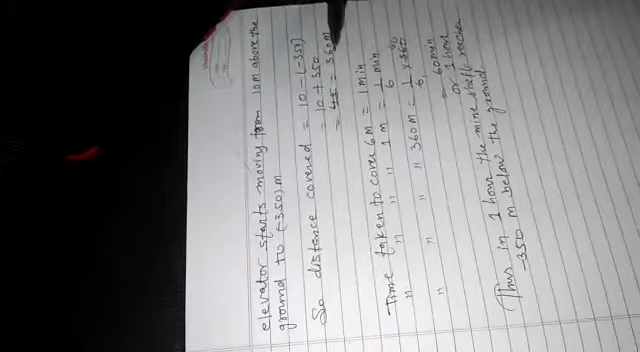 elevator starts moving from 10 m above the
ground to (-350) m
So distance covered = 10 - (-350)
= 10 + 350
= 360 m
Time taken to cover 6 m = 1 min
" " " 1 m = 1/6 min
" " " 360 m = 1/6 x 360
= 60 min
or 1 hour
Thus in 1 hour the mine shaft reaches
-350 m below the ground